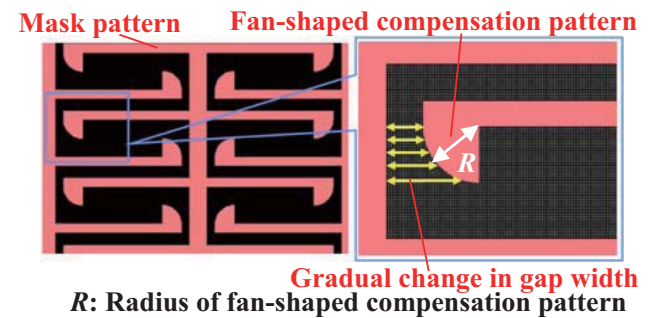 Mask pattern
Fan-shaped compensation pattern
R
Gradual change in gap width
R: Radius of fan-shaped compensation pattern